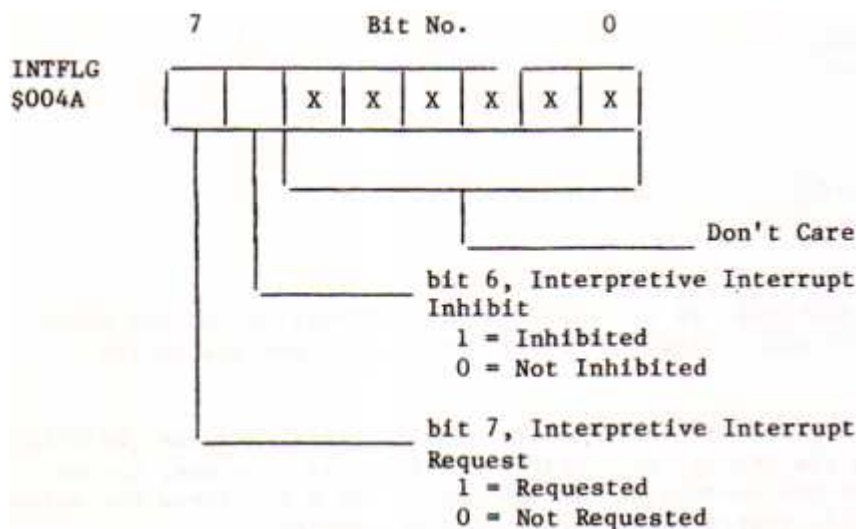 7 Bit No. 0
INTFLG
$004A
X X X X X X
Don't Care
bit 6, Interpretive Interrupt
Inhibit
1 = Inhibited
0 = Not Inhibited
bit 7, Interpretive Interrupt
Request
1 = Requested
0 = Not Requested